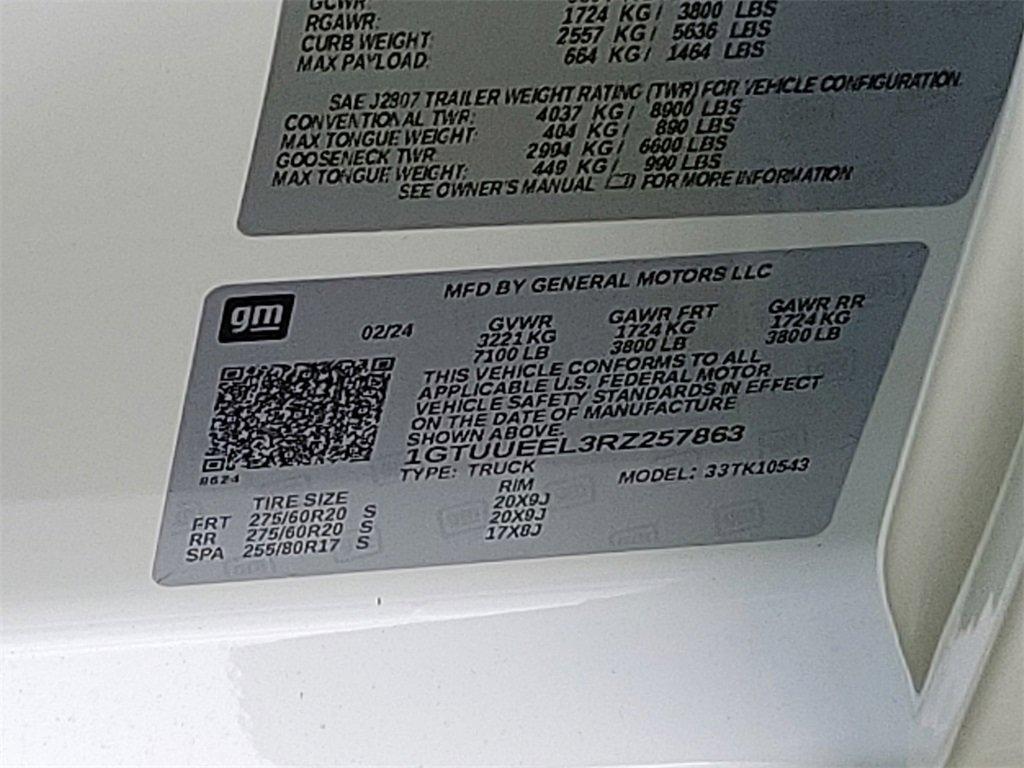 GCWR:
RGAWR: 1724 KG / 3800 LBS
CURB WEIGHT: 2557 KG / 5636 LBS
MAX PAYLOAD: 664 KG / 1464 LBS
SAE J2807 TRAILER WEIGHT RATING (TWR) FOR VEHICLE CONFIGURATION.
CONVENTIONAL TWR: 4037 KG / 8900 LBS
MAX TONGUE WEIGHT: 404 KG / 890 LBS
GOOSENECK TWR 2994 KG / 6600 LBS
MAX TONGUE WEIGHT: 449 KG / 990 LBS
SEE OWNER'S MANUAL FOR MORE INFORMATION
MFD BY GENERAL MOTORS LLC
gm
02/24 GVWR GAWR FRT GAWR RR
3221 KG 1724 KG 1724 KG
7100 LB 3800 LB 3800 LB
THIS VEHICLE CONFORMS TO ALL
APPLICABLE U.S. FEDERAL MOTOR
VEHICLE SAFETY STANDARDS IN EFFECT
ON THE DATE OF MANUFACTURE
SHOWN ABOVE.
1GTUUEEL3RZ257863
TYPE: TRUCK MODEL: 33TK10543
8624
TIRE SIZE RIM
FRT 275/60R20 S 20X9J
RR 275/60R20 S 20X9J
SPA 255/80R17 S 17X8J